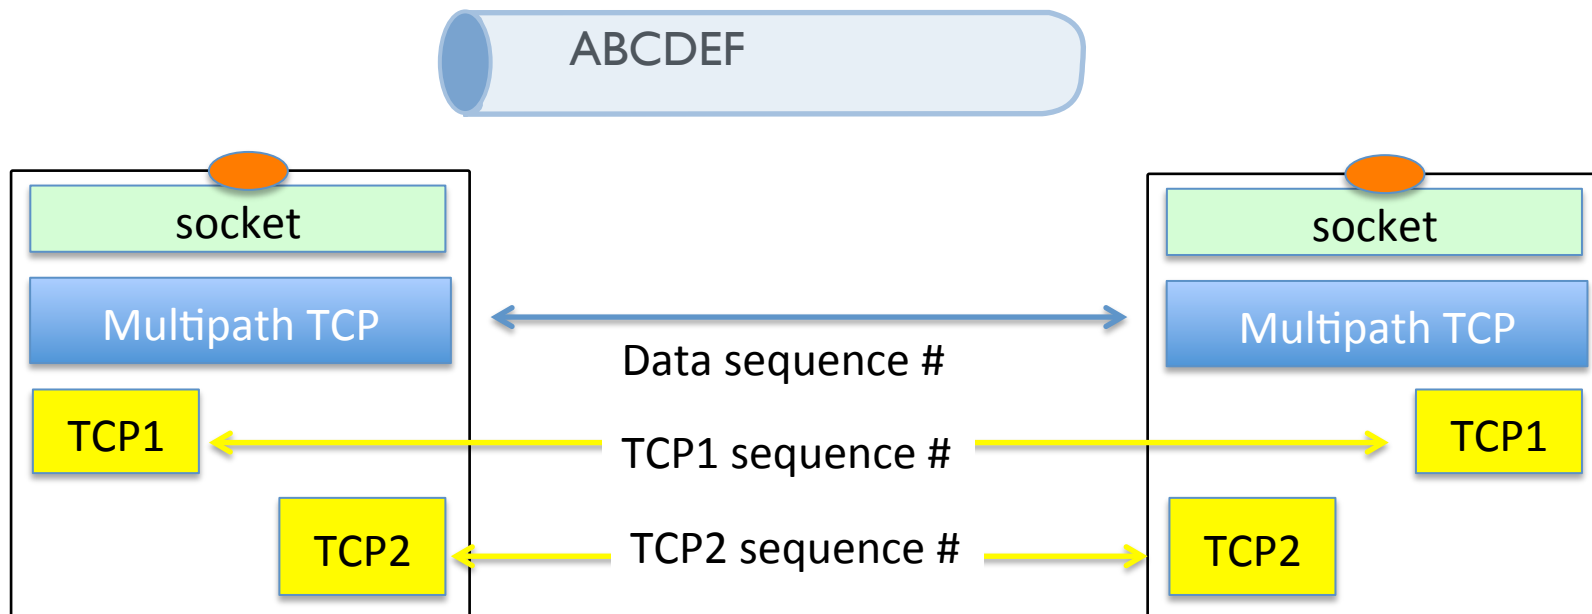 ABCDEF
socket
socket
Multipath TCP
Multipath TCP
Data sequence #
TCP1
TCP1 sequence #
TCP1
TCP2
TCP2 sequence #
TCP2